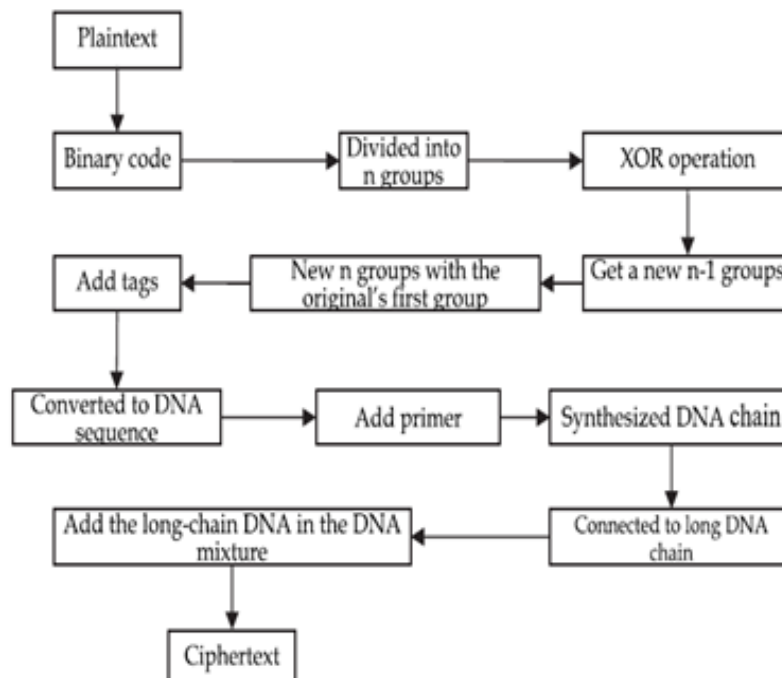 Plaintext
Binary code
Divided into
n groups
XOR operation
Get a new n-1 groups
New n groups with the
original's first group
Add tags
Converted to DNA
sequence
Add primer
Synthesized DNA chain
Connected to long DNA
chain
Add the long-chain DNA in the DNA
mixture
Ciphertext